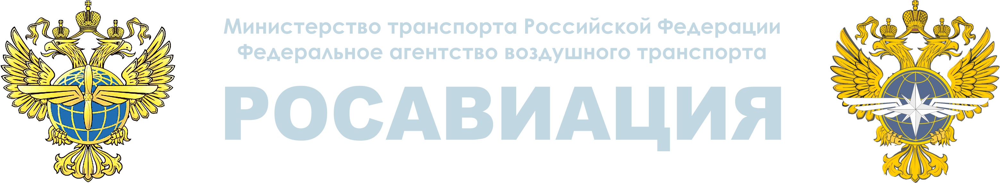 Министерство транспорта Российской Федерации
Федеральное агентство воздушного транспорта
РОСАВИАЦИЯ